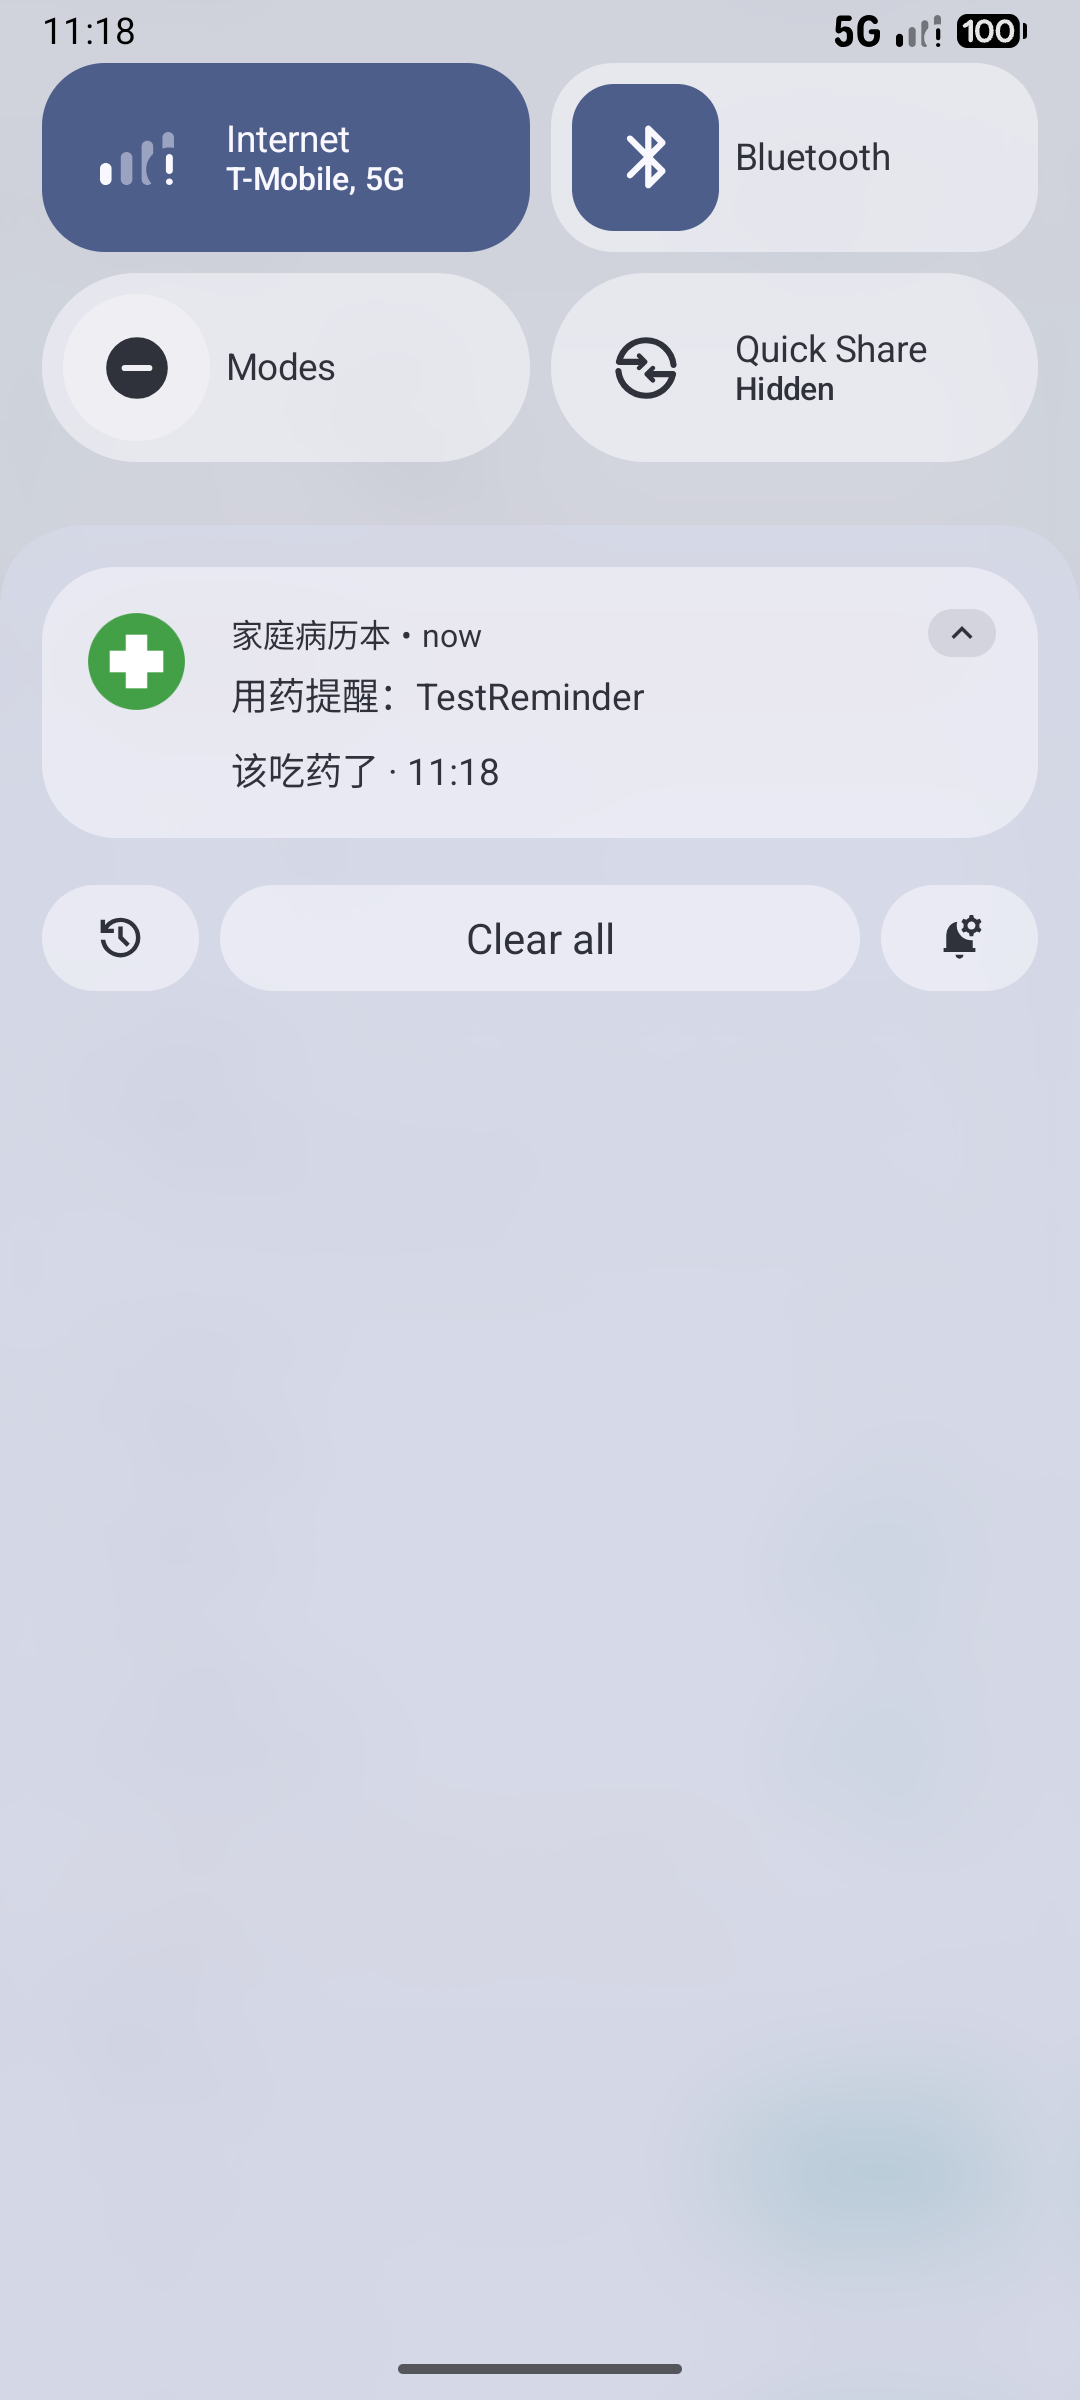 11:18
5G
100
Internet
T-Mobile, 5G
Bluetooth
Modes
Quick Share
Hidden
家庭病历本 • now
用药提醒：TestReminder
该吃药了 · 11:18
Clear all